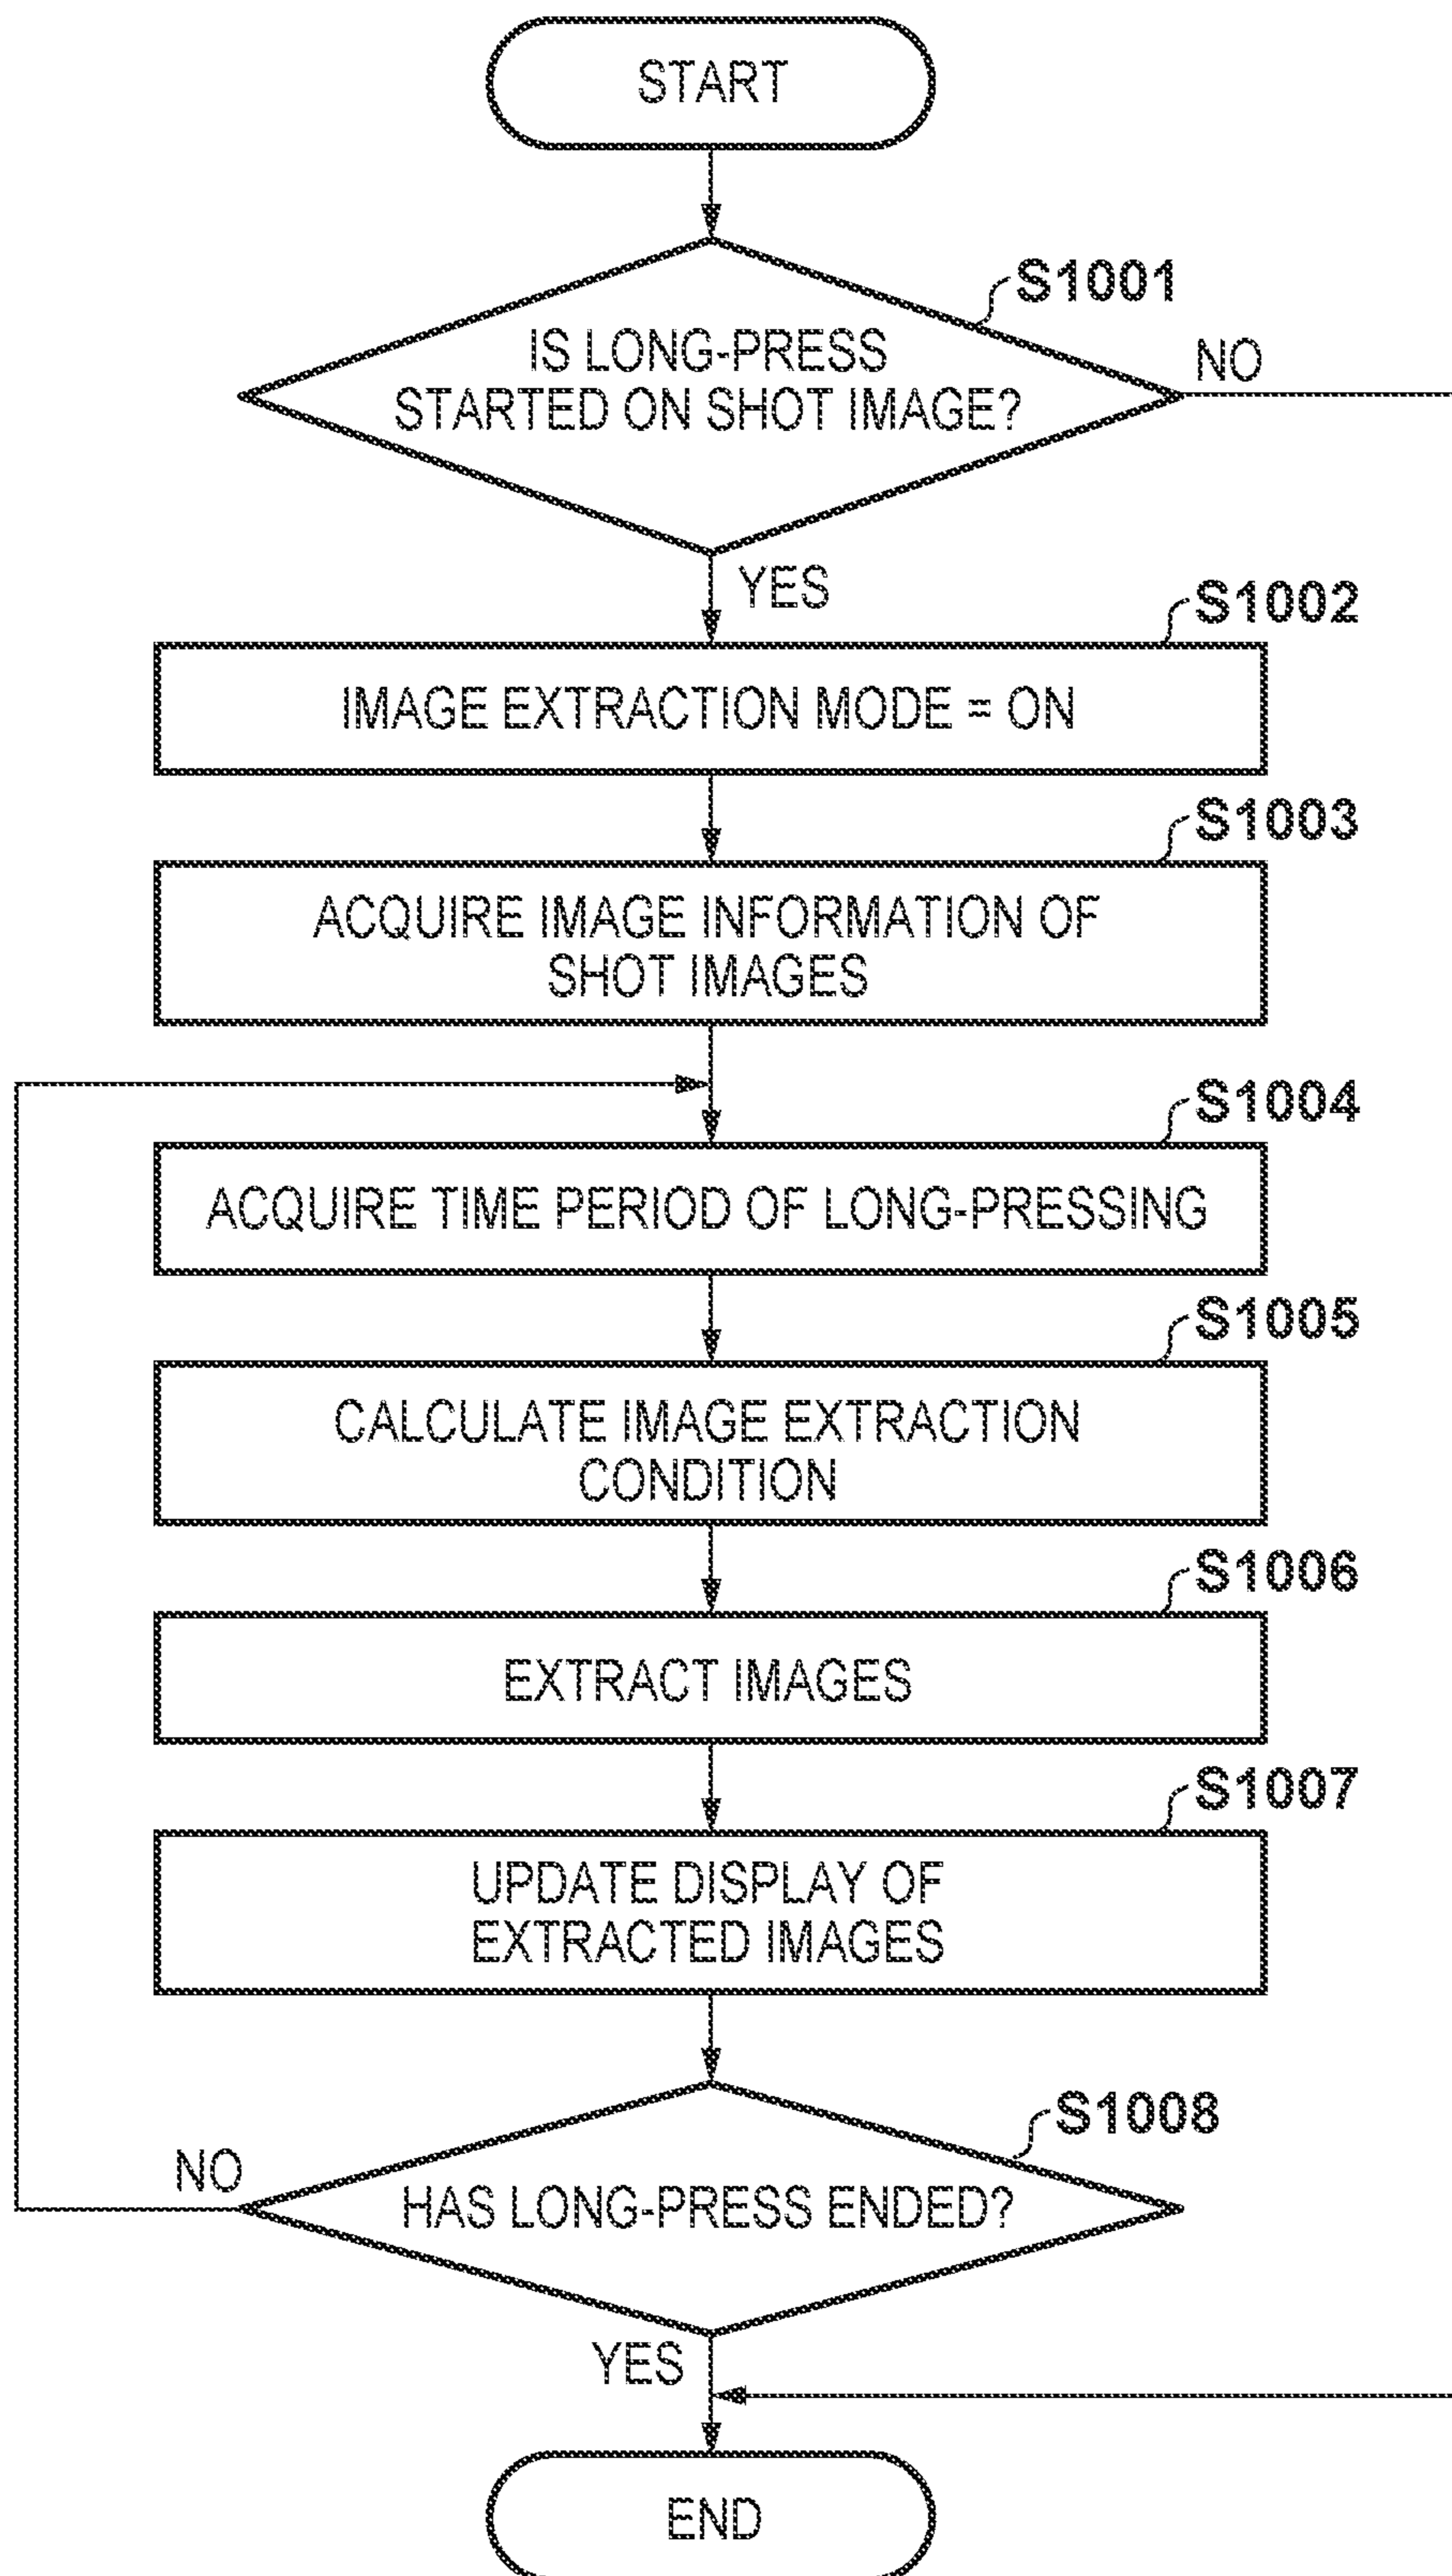 START
S1001
IS LONG-PRESS
STARTED ON SHOT IMAGE?
NO
YES
S1002
IMAGE EXTRACTION MODE = ON
S1003
ACQUIRE IMAGE INFORMATION OF
SHOT IMAGES
S1004
ACQUIRE TIME PERIOD OF LONG-PRESSING
S1005
CALCULATE IMAGE EXTRACTION
CONDITION
S1006
EXTRACT IMAGES
S1007
UPDATE DISPLAY OF
EXTRACTED IMAGES
S1008
NO
HAS LONG-PRESS ENDED?
YES
END